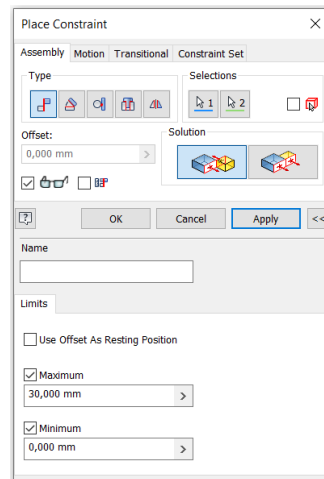 Place Constraint
Assembly Motion Transitional Constraint Set
Type
Selections
1 2
Offset:
0,000 mm
Solution
OK Cancel Apply <<
Name
Limits
Use Offset As Resting Position
Maximum
30,000 mm
Minimum
0,000 mm